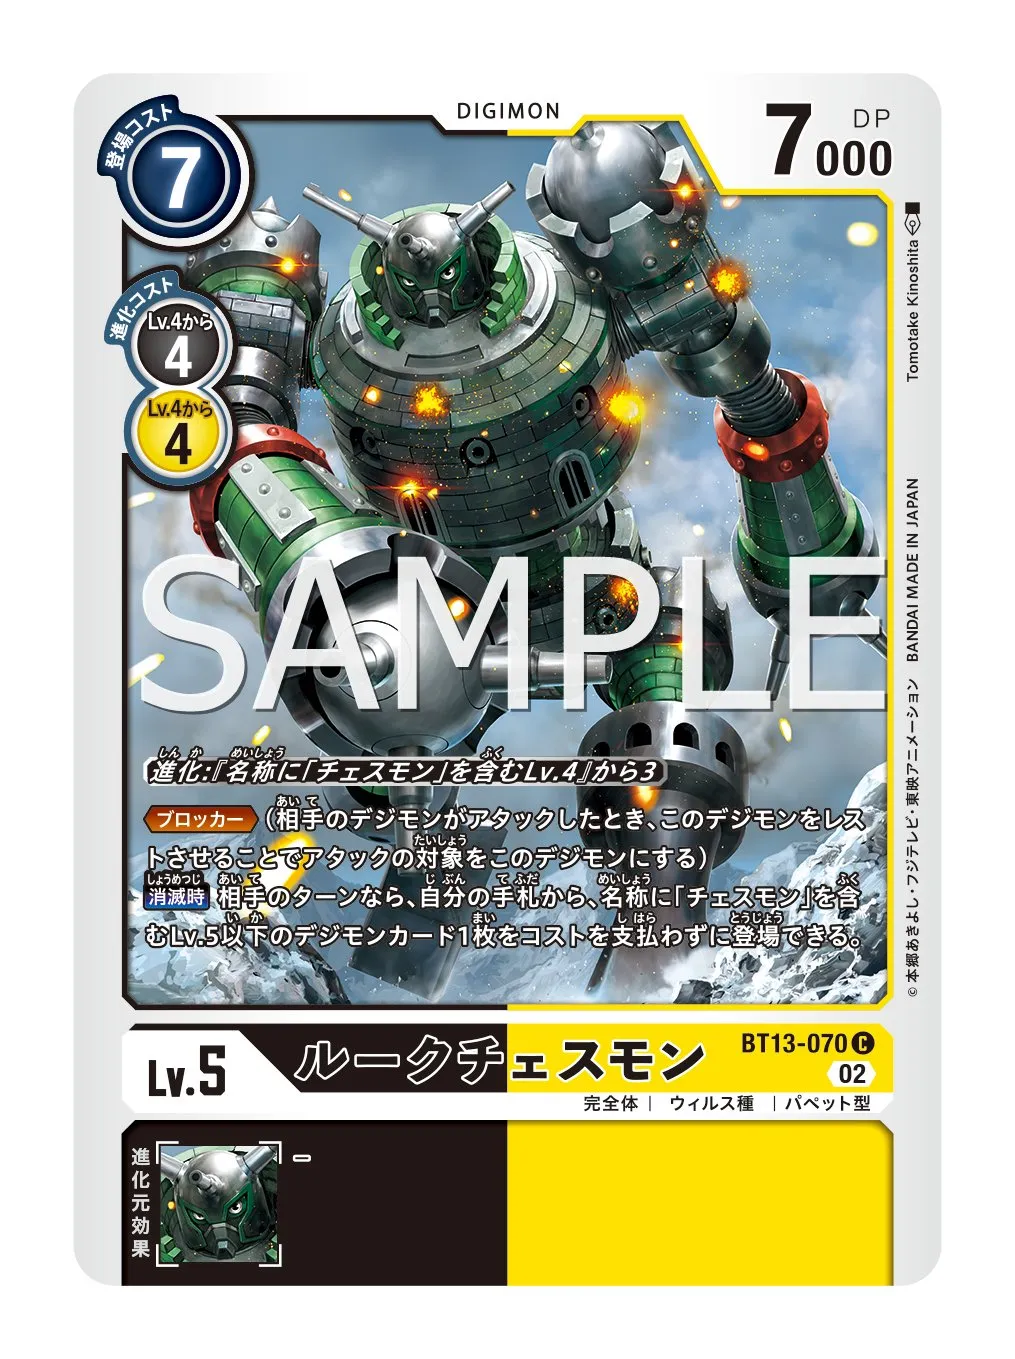 DIGIMON
登場コスト
7
7000
DP
進化コスト
Lv.4から
4
Lv.4から
4
Tomotake Kinoshita
SAMPLE
進化:『名称に「チェスモン」を含むLv.4』から3
ブロッカー (相手のデジモンがアタックしたとき、このデジモンをレス
トさせることでアタックの対象をこのデジモンにする)
消滅時 相手のターンなら、自分の手札から、名称に「チェスモン」を含
むLv.5以下のデジモンカード1枚をコストを支払わずに登場できる。
© 本郷あきよし・フジテレビ・東映アニメーション BANDAI MADE IN JAPAN
Lv.5
ルークチェスモン
BT13-070 C
02
完全体 | ウィルス種 | パペット型
進化元効果
-